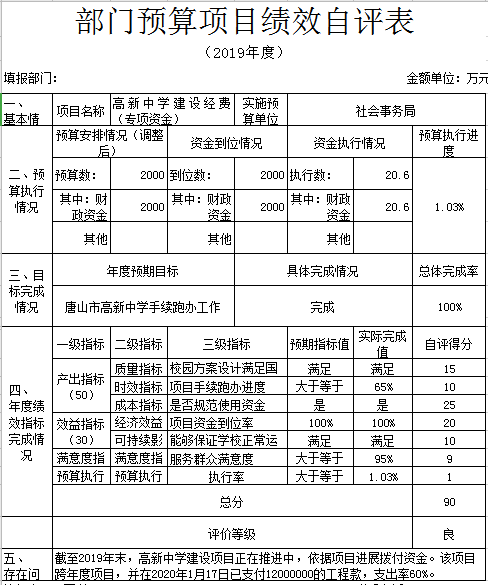 部门预算项目绩效自评表
（2019年度）
填报部门： 金额单位：万元
一、基本情 项目名称 高新中学建设经费（专项资金） 实施预算单位 社会事务局
二、预算执行情况 预算安排情况（调整后） 资金到位情况 资金执行情况 预算执行进度
预算数： 2000 到位数： 2000 执行数： 20.6 1.03%
其中：财政资金 2000 其中：财政资金 2000 其中：财政资金 20.6
其他 其他 其他
三、目标完成情况 年度预期目标 具体完成情况 总体完成率
唐山市高新中学手续跑办工作 完成 100%
四、年度绩效指标完成情况 一级指标 二级指标 三级指标 预期指标值 实际完成值 自评得分
产出指标（50） 质量指标 校园方案设计满足国 满足 满足 15
时效指标 项目手续跑办进度 大于等于 65% 10
成本指标 是否规范使用资金 是 是 25
效益指标（30） 经济效益 项目资金到位率 100% 100% 20
可持续影 能够保证学校正常运 满足 满足 10
满意度指 满意度指 服务群众满意度 大于等于 95% 9
预算执行 预算执行 执行率 大于等于 1.03% 1
总分 90
评价等级 良
五、存在问 截至2019年末，高新中学建设项目正在推进中，依据项目进展拨付资金。该项目
跨年度项目，并在2020年1月17日已支付12000000的工程款，支出率60%。